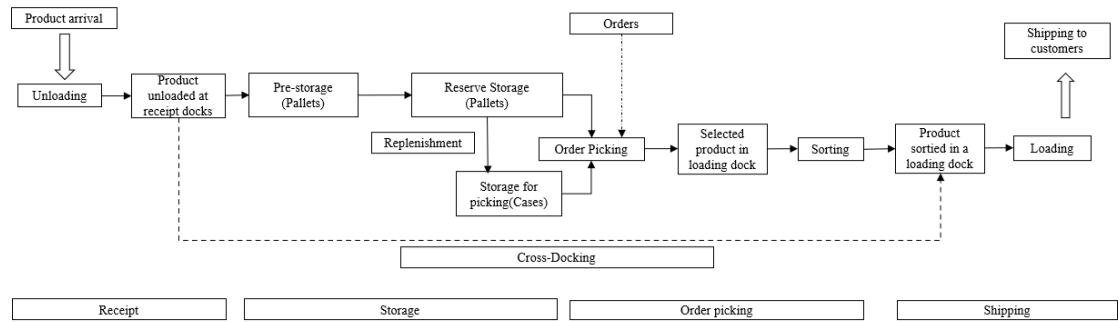 Product arrival
Orders
Shipping to
customers
Unloading
Product
unloaded at
receipt docks
Pre-storage
(Pallets)
Reserve Storage
(Pallets)
Replenishment
Storage for
picking(Cases)
Order Picking
Selected
product in
loading dock
Sorting
Product
sortied in a
loading dock
Loading
Cross-Docking
Receipt
Storage
Order picking
Shipping